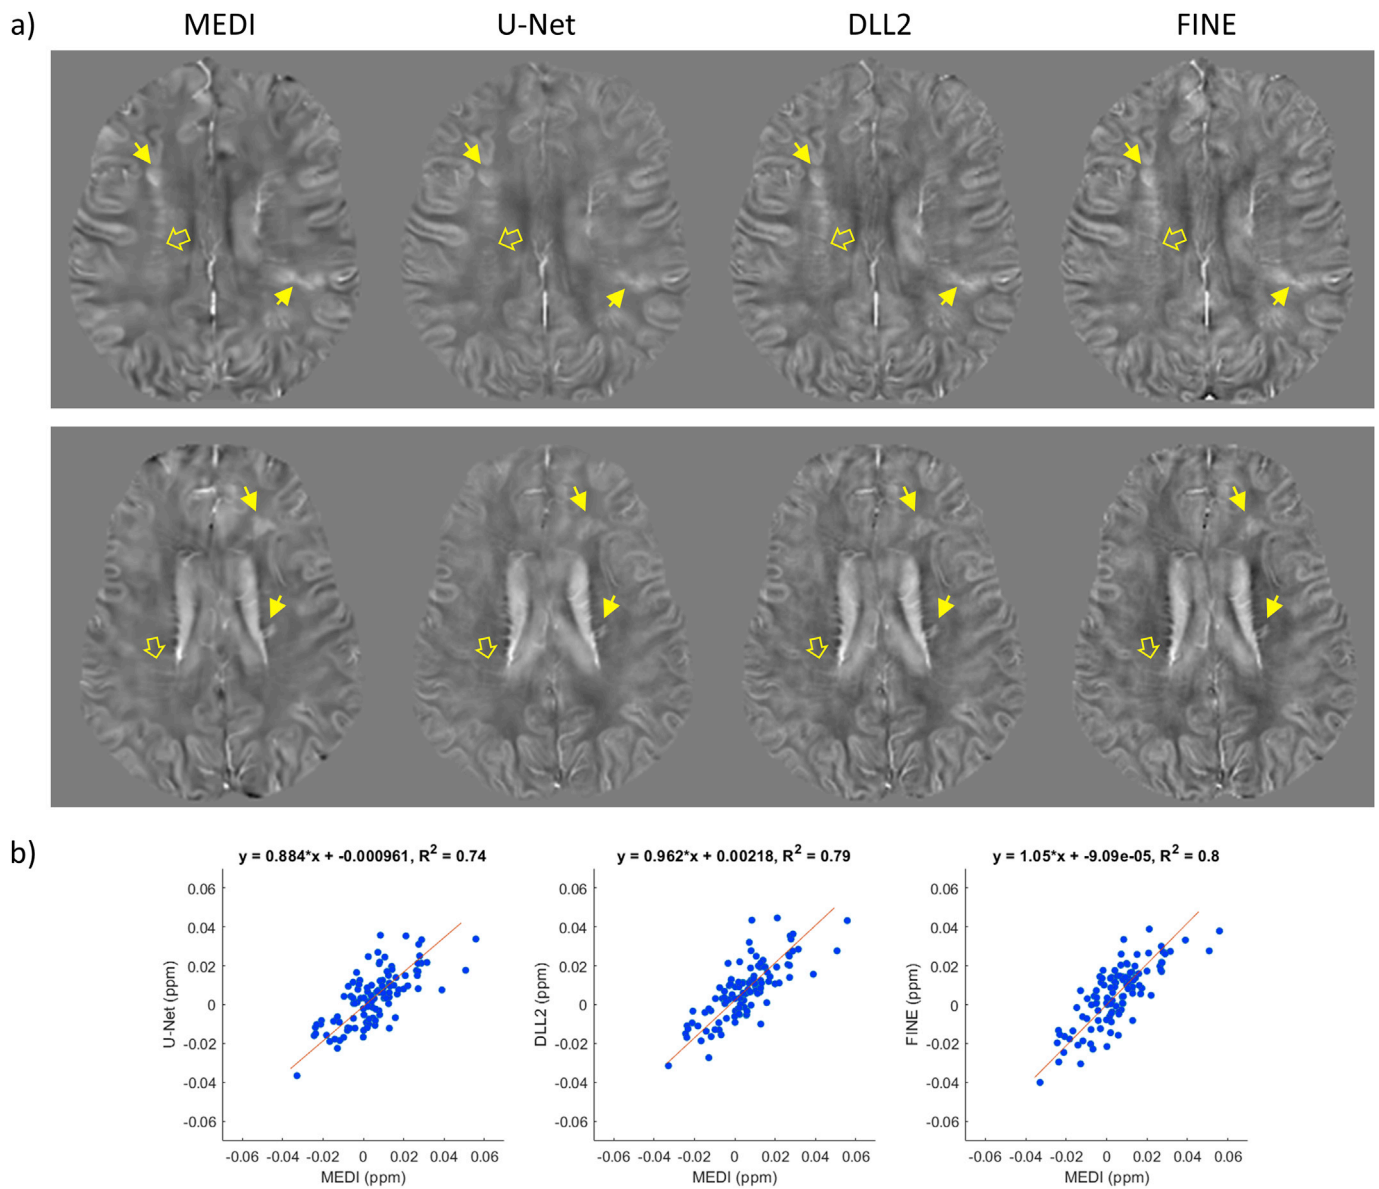 a)
MEDI U-Net DLL2 FINE
b)
y = 0.884*x + -0.000961, R2 = 0.74
0.06
0.04
0.02
0
-0.02
-0.04
-0.06
U-Net (ppm)
-0.06 -0.04 -0.02 0 0.02 0.04 0.06
MEDI (ppm)
y = 0.962*x + 0.00218, R2 = 0.79
0.06
0.04
0.02
0
-0.02
-0.04
-0.06
DLL2 (ppm)
-0.06 -0.04 -0.02 0 0.02 0.04 0.06
MEDI (ppm)
y = 1.05*x + -9.09e-05, R2 = 0.8
0.06
0.04
0.02
0
-0.02
-0.04
-0.06
FINE (ppm)
-0.06 -0.04 -0.02 0 0.02 0.04 0.06
MEDI (ppm)